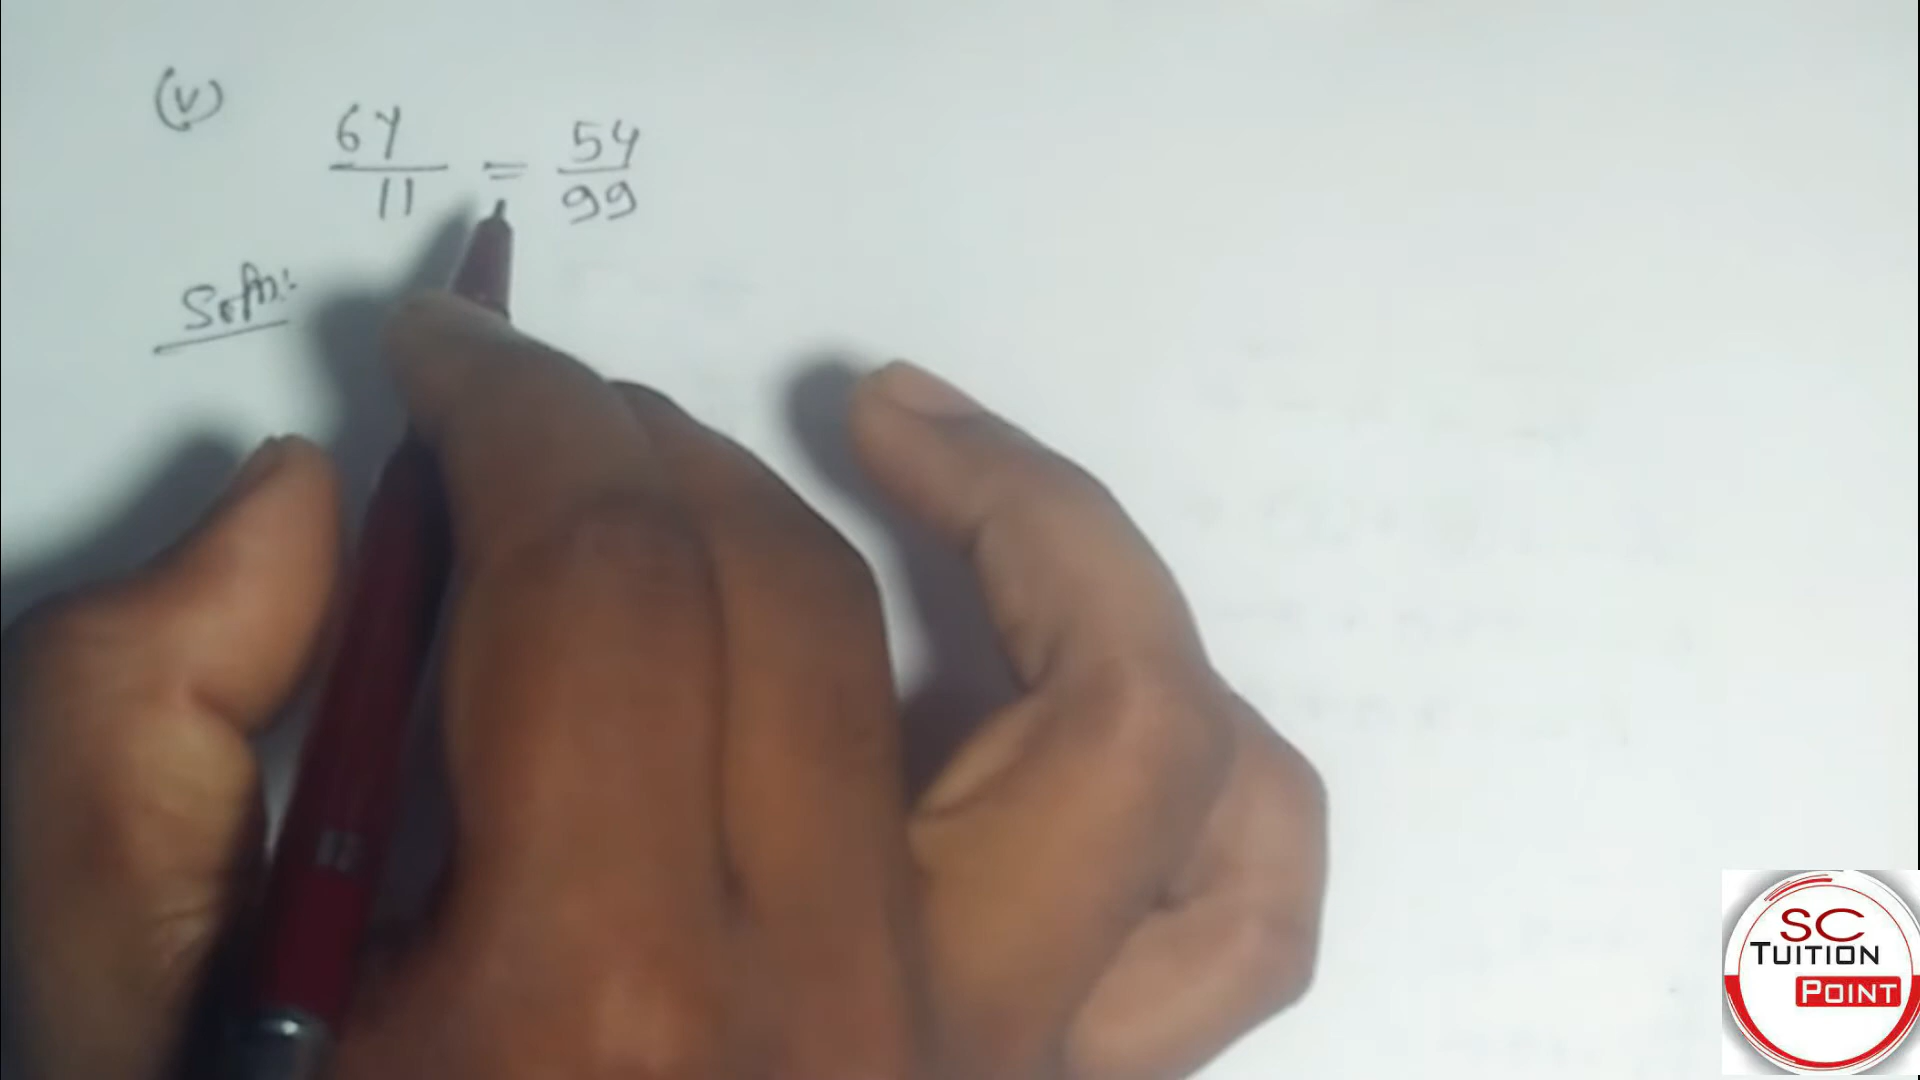 (v)
6y/11 = 54/99
Soln:
SC
TUITION
POINT